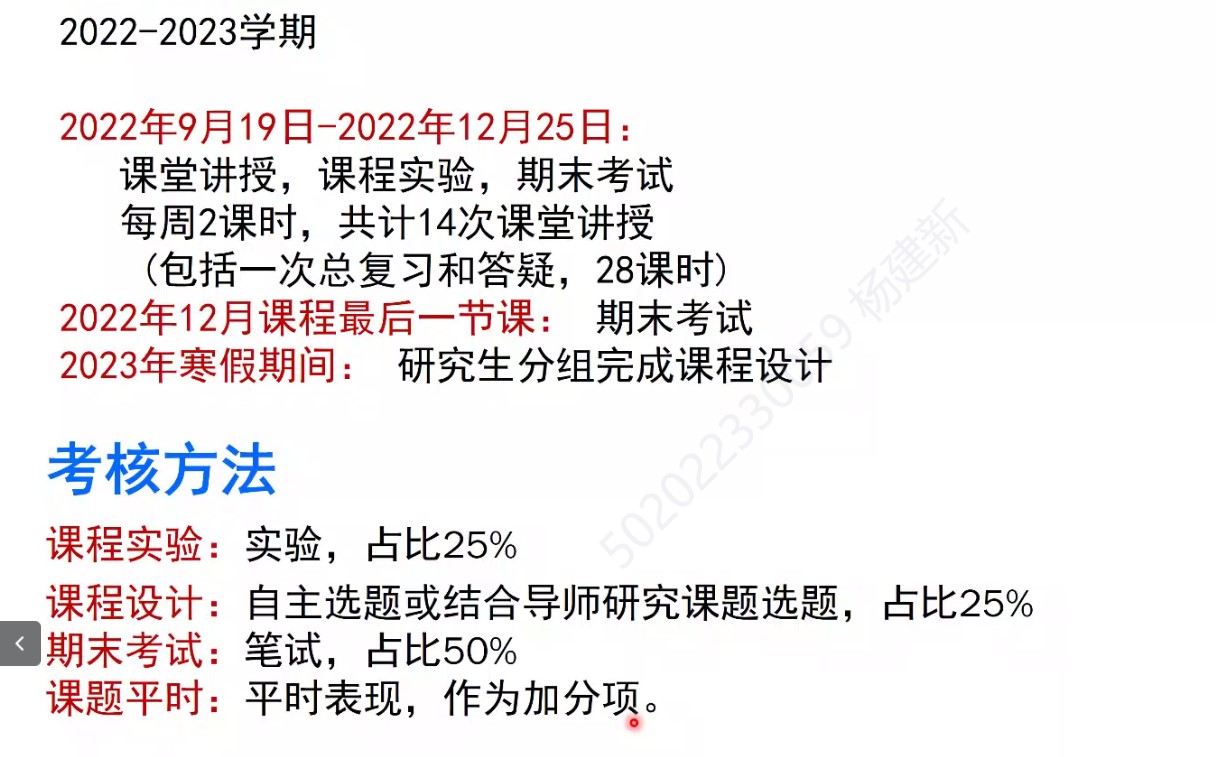 2022-2023学期
2022年9月19日-2022年12月25日：
课堂讲授，课程实验，期末考试
每周2课时，共计14次课堂讲授
（包括一次总复习和答疑，28课时）
2022年12月课程最后一节课： 期末考试
2023年寒假期间： 研究生分组完成课程设计
考核方法
课程实验：实验，占比25%
课程设计：自主选题或结合导师研究课题选题，占比25%
期末考试：笔试，占比50%
课题平时：平时表现，作为加分项。
杨建新